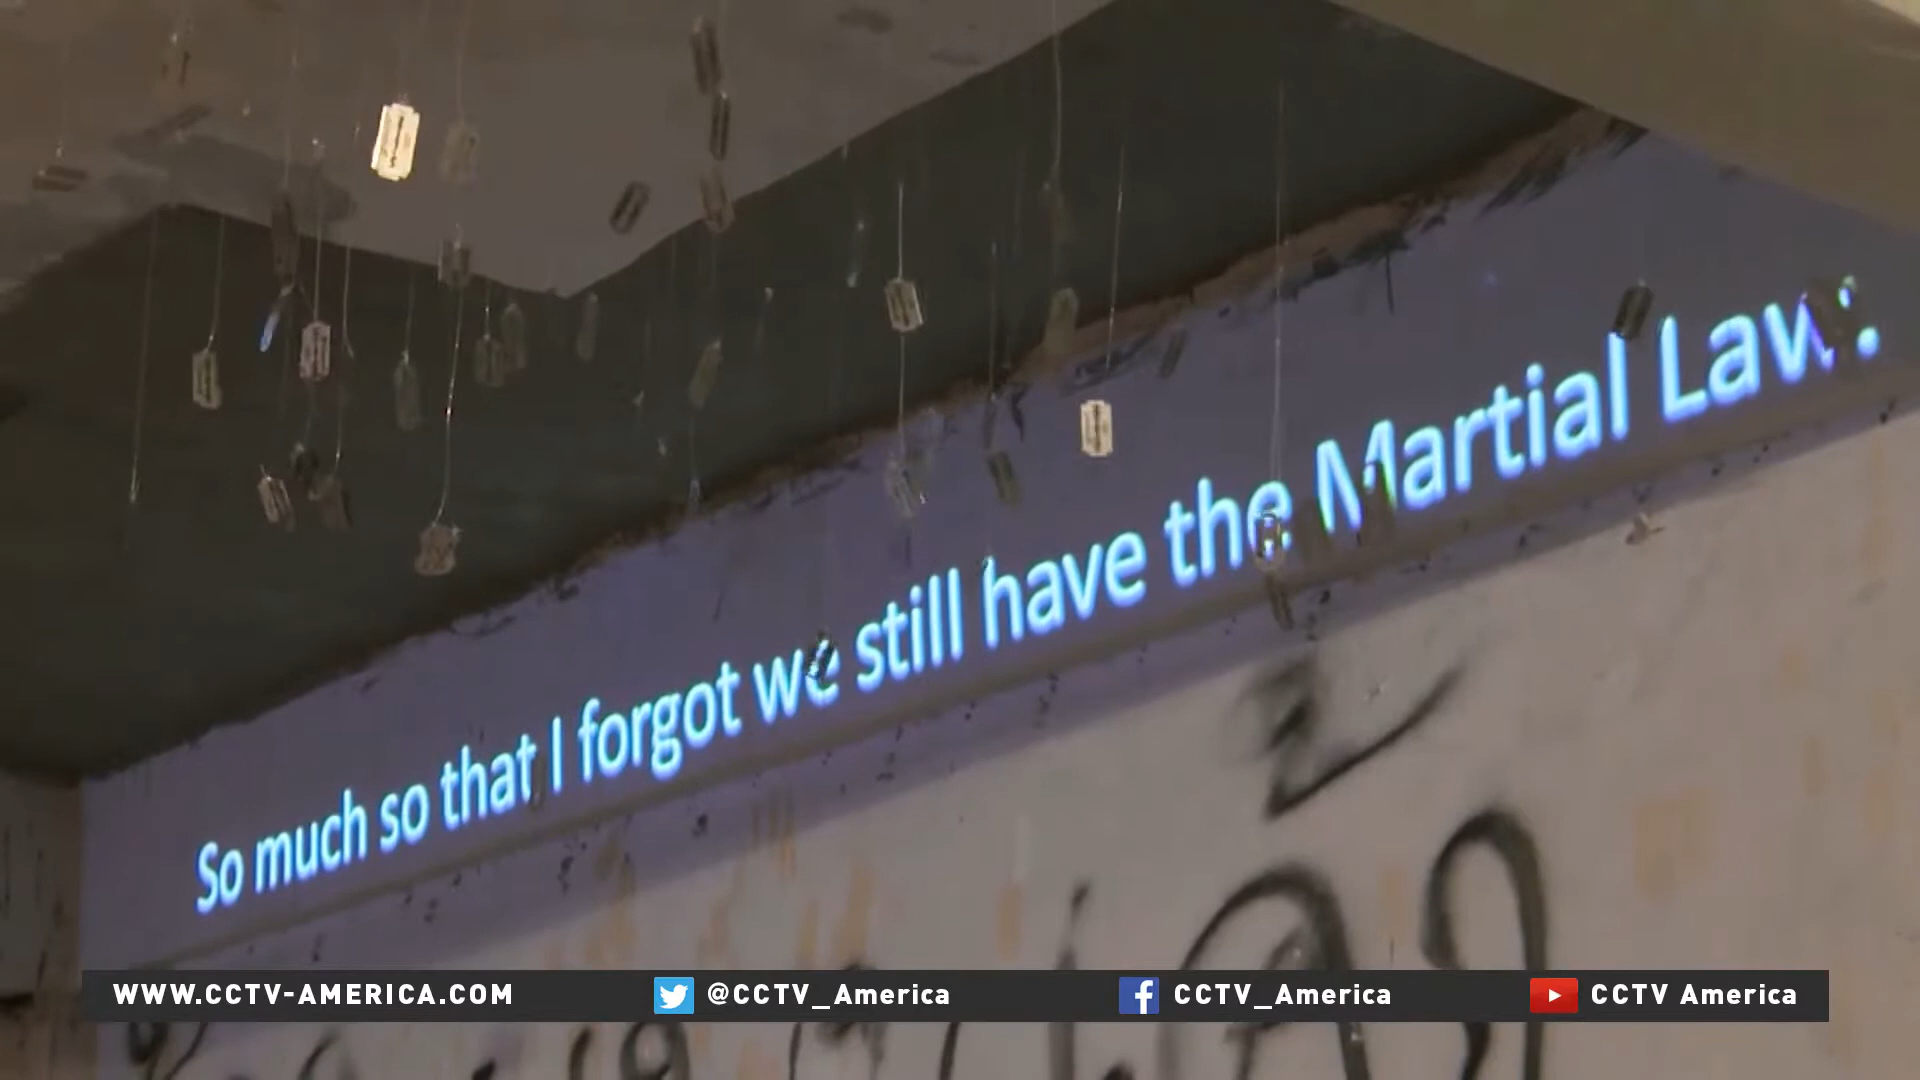 So much so that I forgot we still have the Martial Law.
WWW.CCTV-AMERICA.COM @CCTV_America CCTV_America CCTV America